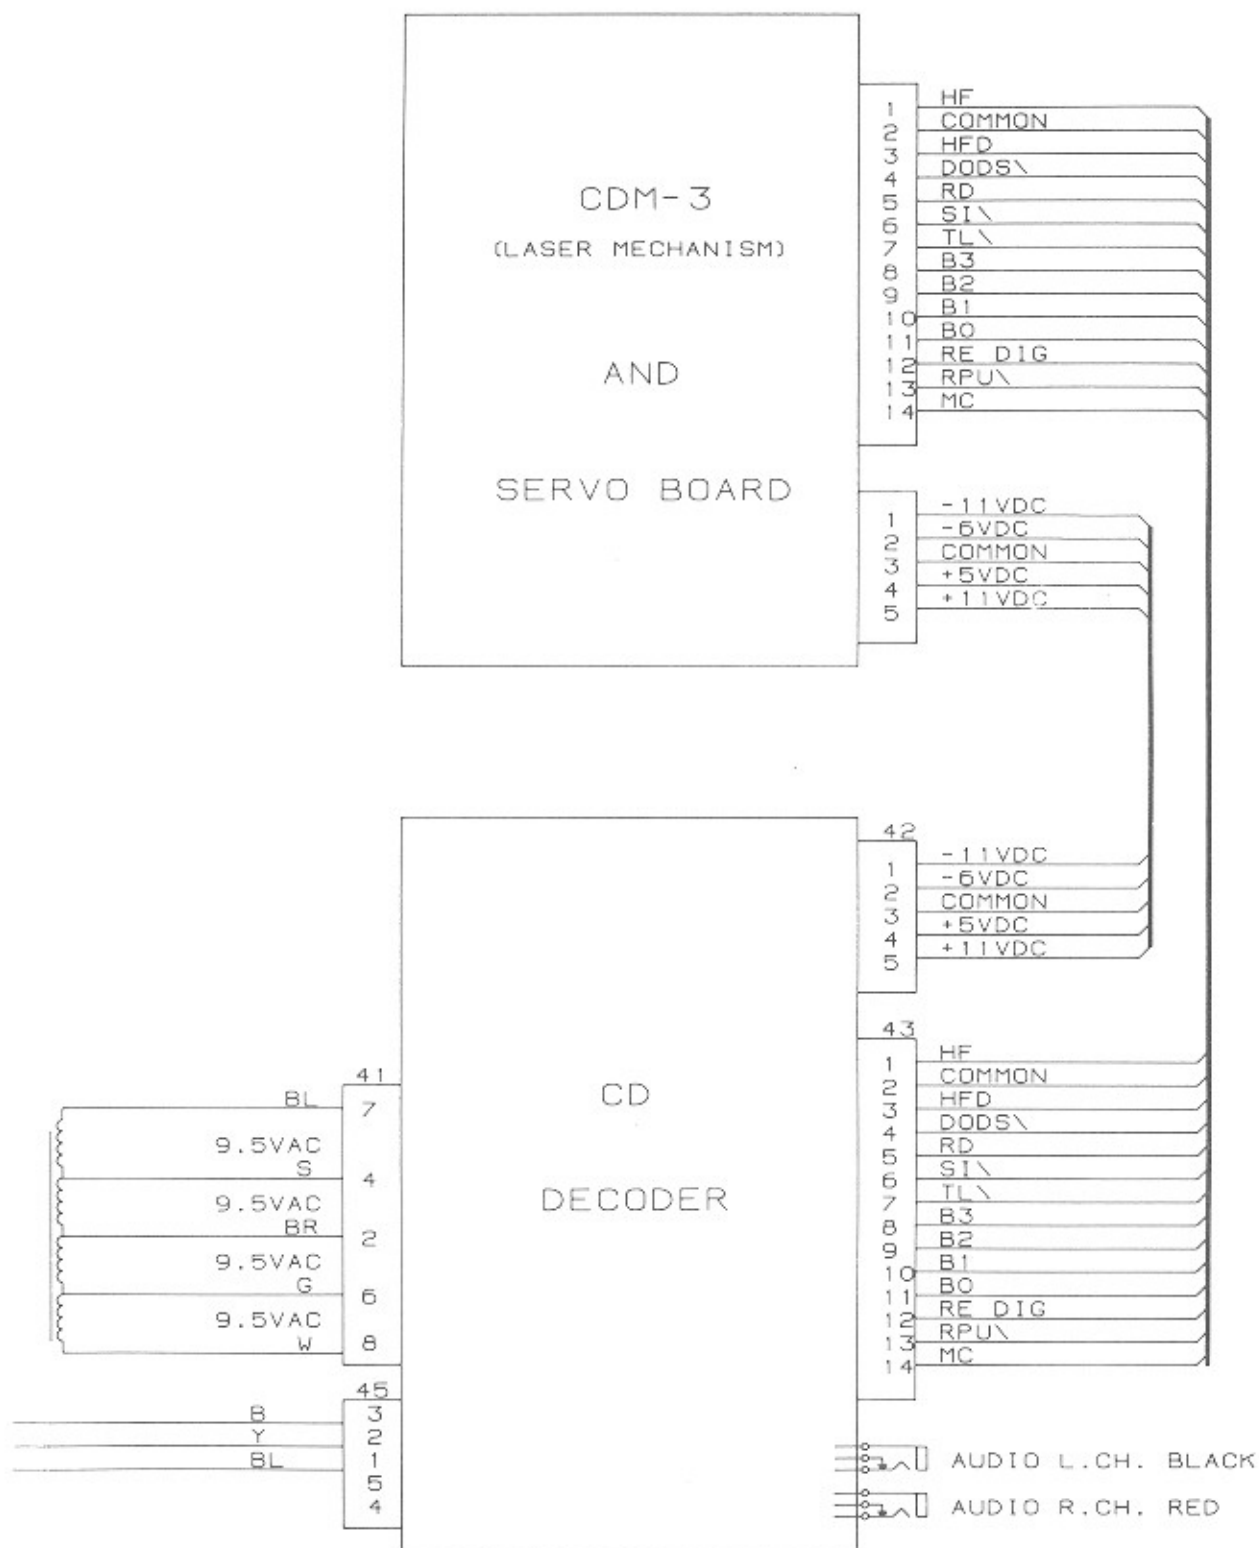 CDM-3
(LASER MECHANISM)
AND
SERVO BOARD
1 HF
2 COMMON
3 HFD
4 DODS\
5 RD
6 SI\
7 TL\
8 B3
9 B2
10 B1
11 B0
12 RE DIG
13 RPU\
14 MC
1 -11VDC
2 -6VDC
3 COMMON
4 +5VDC
5 +11VDC
42
1 -11VDC
2 -6VDC
3 COMMON
4 +5VDC
5 +11VDC
43
1 HF
2 COMMON
3 HFD
4 DODS\
5 RD
6 SI\
7 TL\
8 B3
9 B2
10 B1
11 B0
12 RE DIG
13 RPU\
14 MC
CD
DECODER
41
BL 7
9.5VAC
S 4
9.5VAC
BR 2
9.5VAC
G 6
9.5VAC
W 8
45
B 3
Y 2
BL 1
5
4
AUDIO L.CH. BLACK
AUDIO R.CH. RED